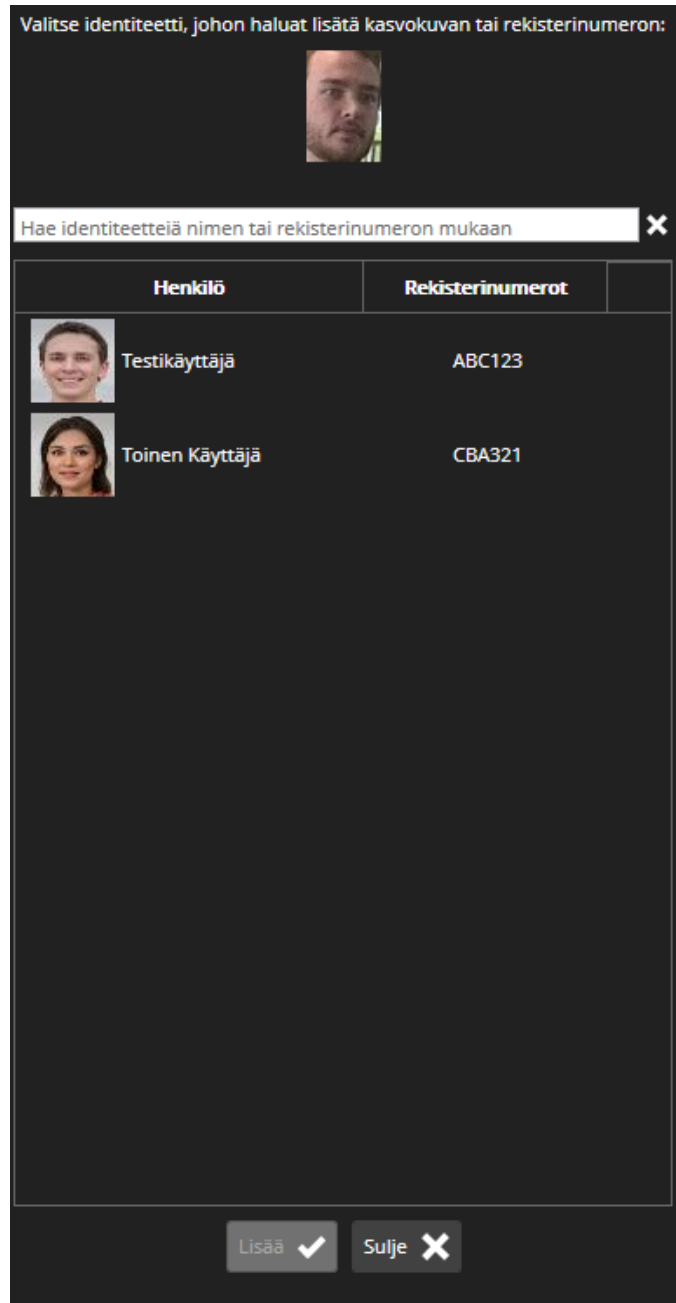 Valitse identiteetti, johon haluat lisätä kasvokuvan tai rekisterinumeron:
Hae identiteettejä nimen tai rekisterinumeron mukaan
Henkilö Rekisterinumerot
Testikäyttäjä ABC123
Toinen Käyttäjä CBA321
Lisää Sulje